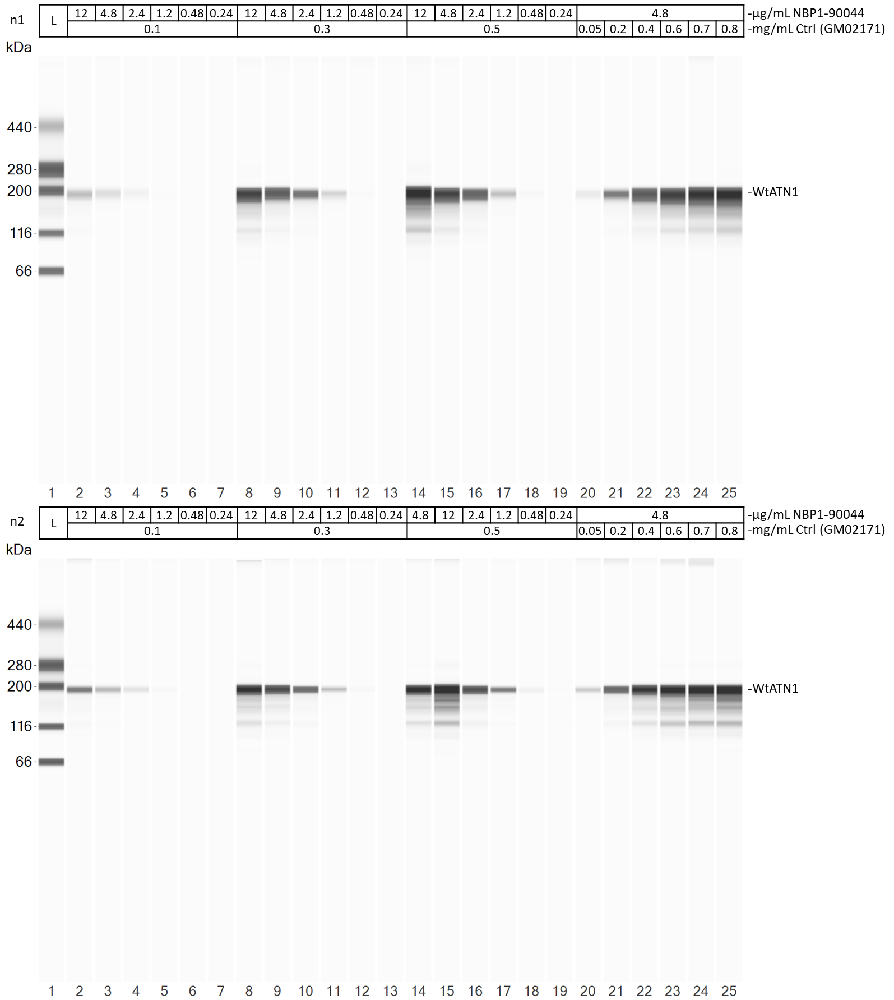 n1 L 12 4.8 2.4 1.2 0.48 0.24 12 4.8 2.4 1.2 0.48 0.24 12 4.8 2.4 1.2 0.48 0.24 4.8 -µg/mL NBP1-90044
0.1 0.3 0.5 0.05 0.2 0.4 0.6 0.7 0.8 -mg/mL Ctrl (GM02171)
kDa
440-
280-
200- -WtATN1
116-
66-
1 2 3 4 5 6 7 8 9 10 11 12 13 14 15 16 17 18 19 20 21 22 23 24 25
n2 L 12 4.8 2.4 1.2 0.48 0.24 12 4.8 2.4 1.2 0.48 0.24 4.8 12 2.4 1.2 0.48 0.24 4.8 -µg/mL NBP1-90044
0.1 0.3 0.5 0.05 0.2 0.4 0.6 0.7 0.8 -mg/mL Ctrl (GM02171)
kDa
440-
280-
200- -WtATN1
116-
66-
1 2 3 4 5 6 7 8 9 10 11 12 13 14 15 16 17 18 19 20 21 22 23 24 25